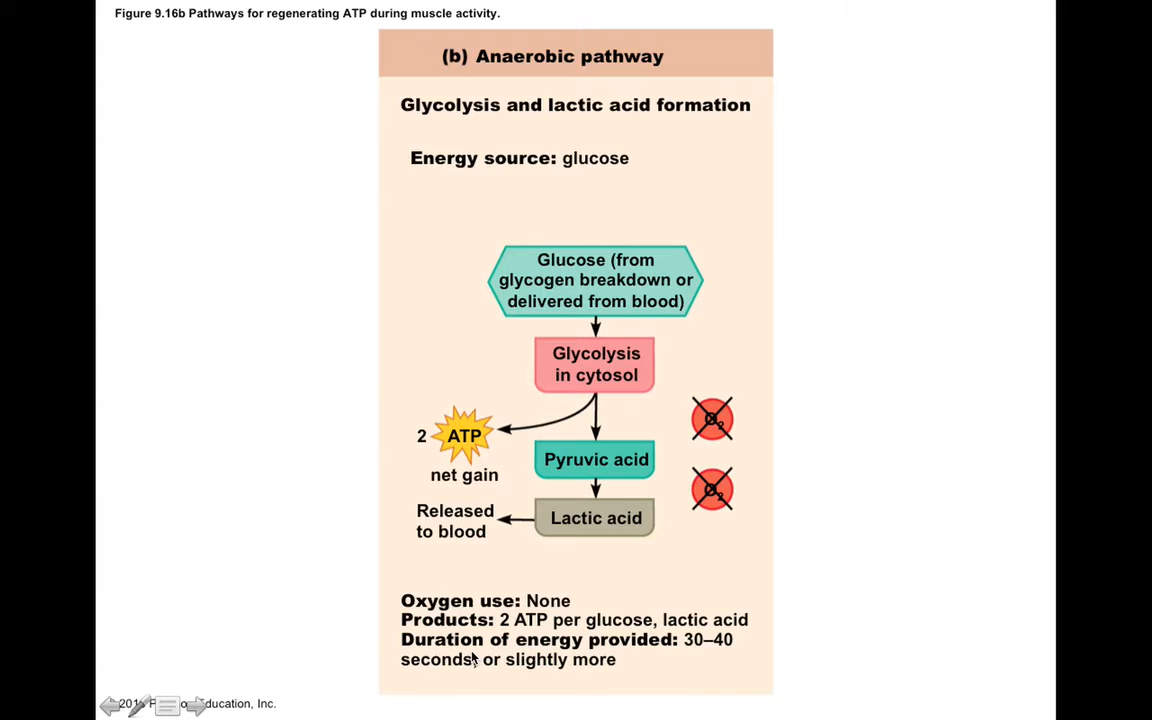 Figure 9.16b Pathways for regenerating ATP during muscle activity.
(b) Anaerobic pathway
Glycolysis and lactic acid formation
Energy source: glucose
Glucose (from
glycogen breakdown or
delivered from blood)
Glycolysis
in cytosol
2 ATP
net gain
O2
Pyruvic acid
O2
Released
to blood
Lactic acid
Oxygen use: None
Products: 2 ATP per glucose, lactic acid
Duration of energy provided: 30–40
seconds or slightly more
Education, Inc.